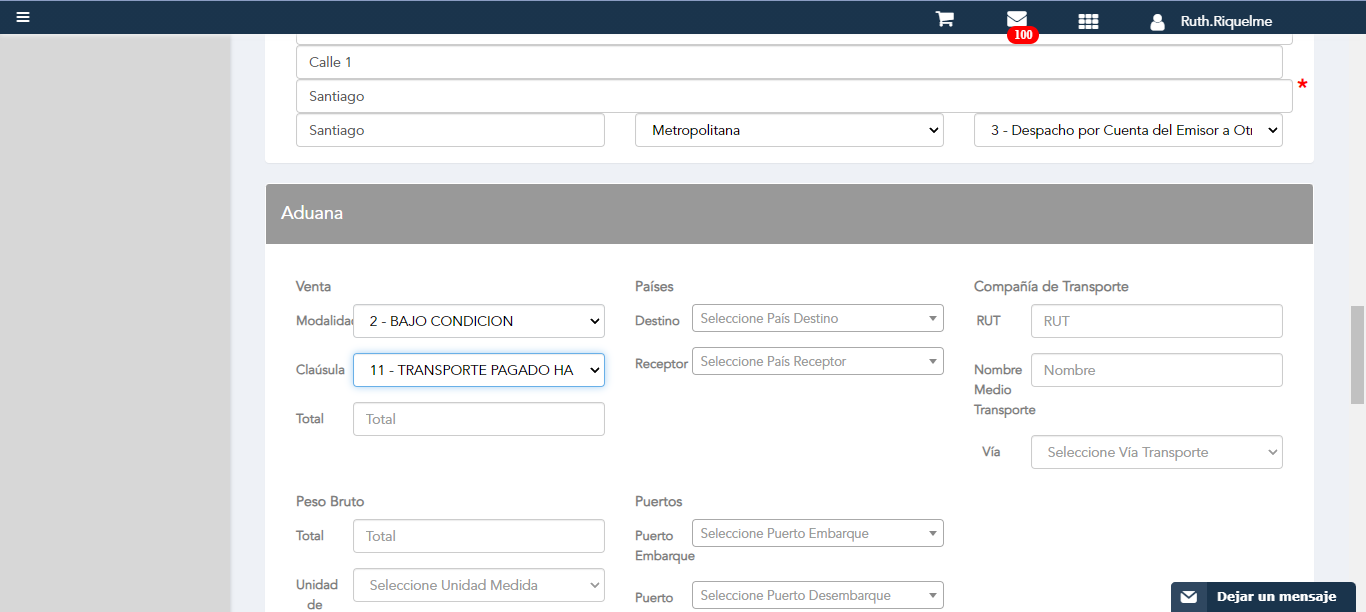 Ruth.Riquelme
100
Calle 1
Santiago
*
Santiago
Metropolitana
3 - Despacho por Cuenta del Emisor a Otr
Aduana
Venta
Países
Compañía de Transporte
Modalidad
2 - BAJO CONDICION
Destino
Seleccione País Destino
RUT
RUT
Claúsula
11 - TRANSPORTE PAGADO HA
Receptor
Seleccione País Receptor
Nombre
Medio
Transporte
Nombre
Total
Total
Vía
Seleccione Vía Transporte
Peso Bruto
Puertos
Total
Total
Puerto
Embarque
Seleccione Puerto Embarque
Unidad
de
Seleccione Unidad Medida
Puerto
Seleccione Puerto Desembarque
Dejar un mensaje